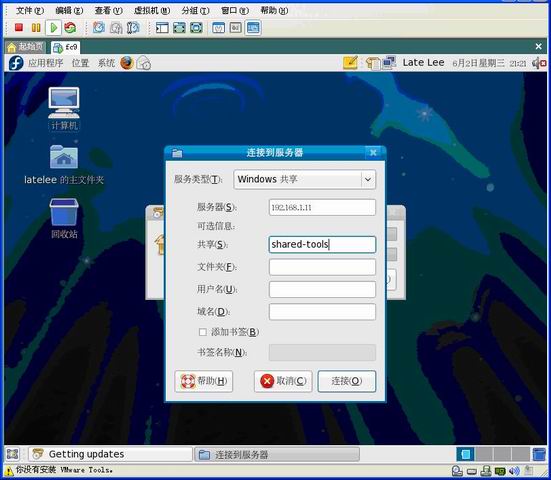 文件(F) 编辑(E) 查看(V) 虚拟机(M) 分组(T) 窗口(W) 帮助(H)
起始页 fc9
应用程序 位置 系统 Late Lee 6月2日星期三 21:21
计算机
latelee 的主文件夹
回收站
连接到服务器
服务类型(T): Windows 共享
服务器(S): 192.168.1.11
可选信息:
共享(S): shared-tools
文件夹(F):
用户名(U):
域名(D):
添加书签(B)
书签名称(N):
帮助(H) 取消(C) 连接(O)
Getting updates 连接到服务器
你没有安装 VMware Tools。